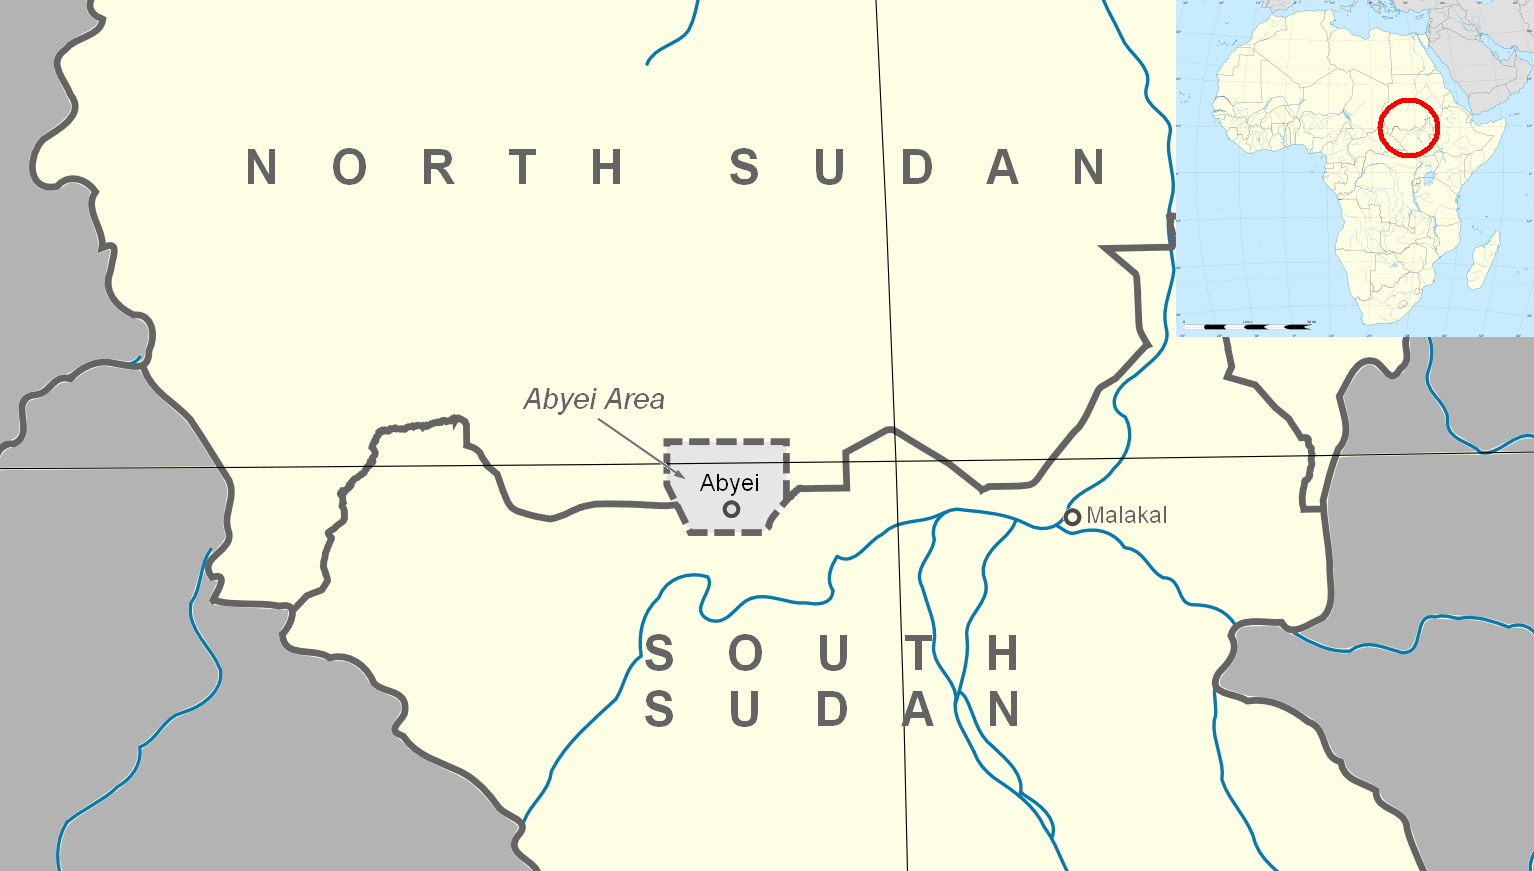 NORTH SUDAN
Abyei Area
Abyei
Malakal
SOUTH
SUDAN